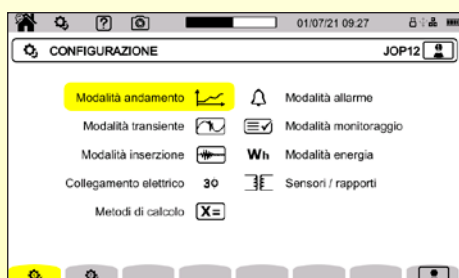 01/07/21 09:27
CONFIGURAZIONE JOP12
Modalità andamento Modalità allarme
Modalità transiente Modalità monitoraggio
Modalità inserzione Wh Modalità energia
Collegamento elettrico 3Φ Sensori / rapporti
Metodi di calcolo X=